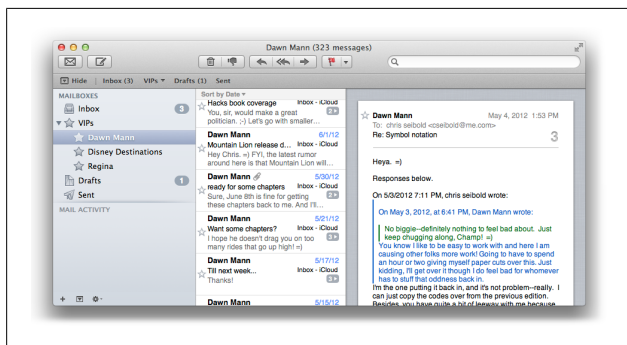 Dawn Mann (323 messages)
Hide Inbox (3) VIPs Drafts (1) Sent
MAILBOXES
Inbox 3
VIPs
Dawn Mann
Disney Destinations
Regina
Drafts 1
Sent
MAIL ACTIVITY
Sort by Date
Hacks book coverage Inbox - iCloud
You, sir, would make a great 2
politician. ;-) Let's go with smaller…
Dawn Mann 6/1/12
Mountain Lion release d... Inbox - iCloud
Hey Chris. =) FYI, the latest rumor
around here is that Mountain Lion will…
Dawn Mann 5/30/12
ready for some chapters Inbox - iCloud
Sure, June 8th is fine for getting 2
these chapters back to me. And I'll…
Dawn Mann 5/21/12
Want some chapters? Inbox - iCloud
I hope he doesn't drag you on too 2
many rides that go up high! =)
Dawn Mann 5/17/12
Till next week... Inbox - iCloud
Thanks! 3
Dawn Mann 5/15/12
Dawn Mann May 4, 2012 1:53 PM
To: chris seibold <cseibold@me.com>
Re: Symbol notation 3
Heya. =)
Responses below.
On 5/3/2012 7:11 PM, chris seibold wrote:
On May 3, 2012, at 6:41 PM, Dawn Mann wrote:
No biggie--definitely nothing to feel bad about. Just
keep chugging along, Champ! =)
You know I like to be easy to work with and here I am
causing other folks more work! Going to have to spend
an hour or two giving myself paper cuts over this. Just
kidding, I'll get over it though I do feel bad for whomever
has to stuff that oddness back in.
I'm the one putting it back in, and it's not problem--really. I
can just copy the codes over from the previous edition.
Besides, you have quite a bit of leeway with me because